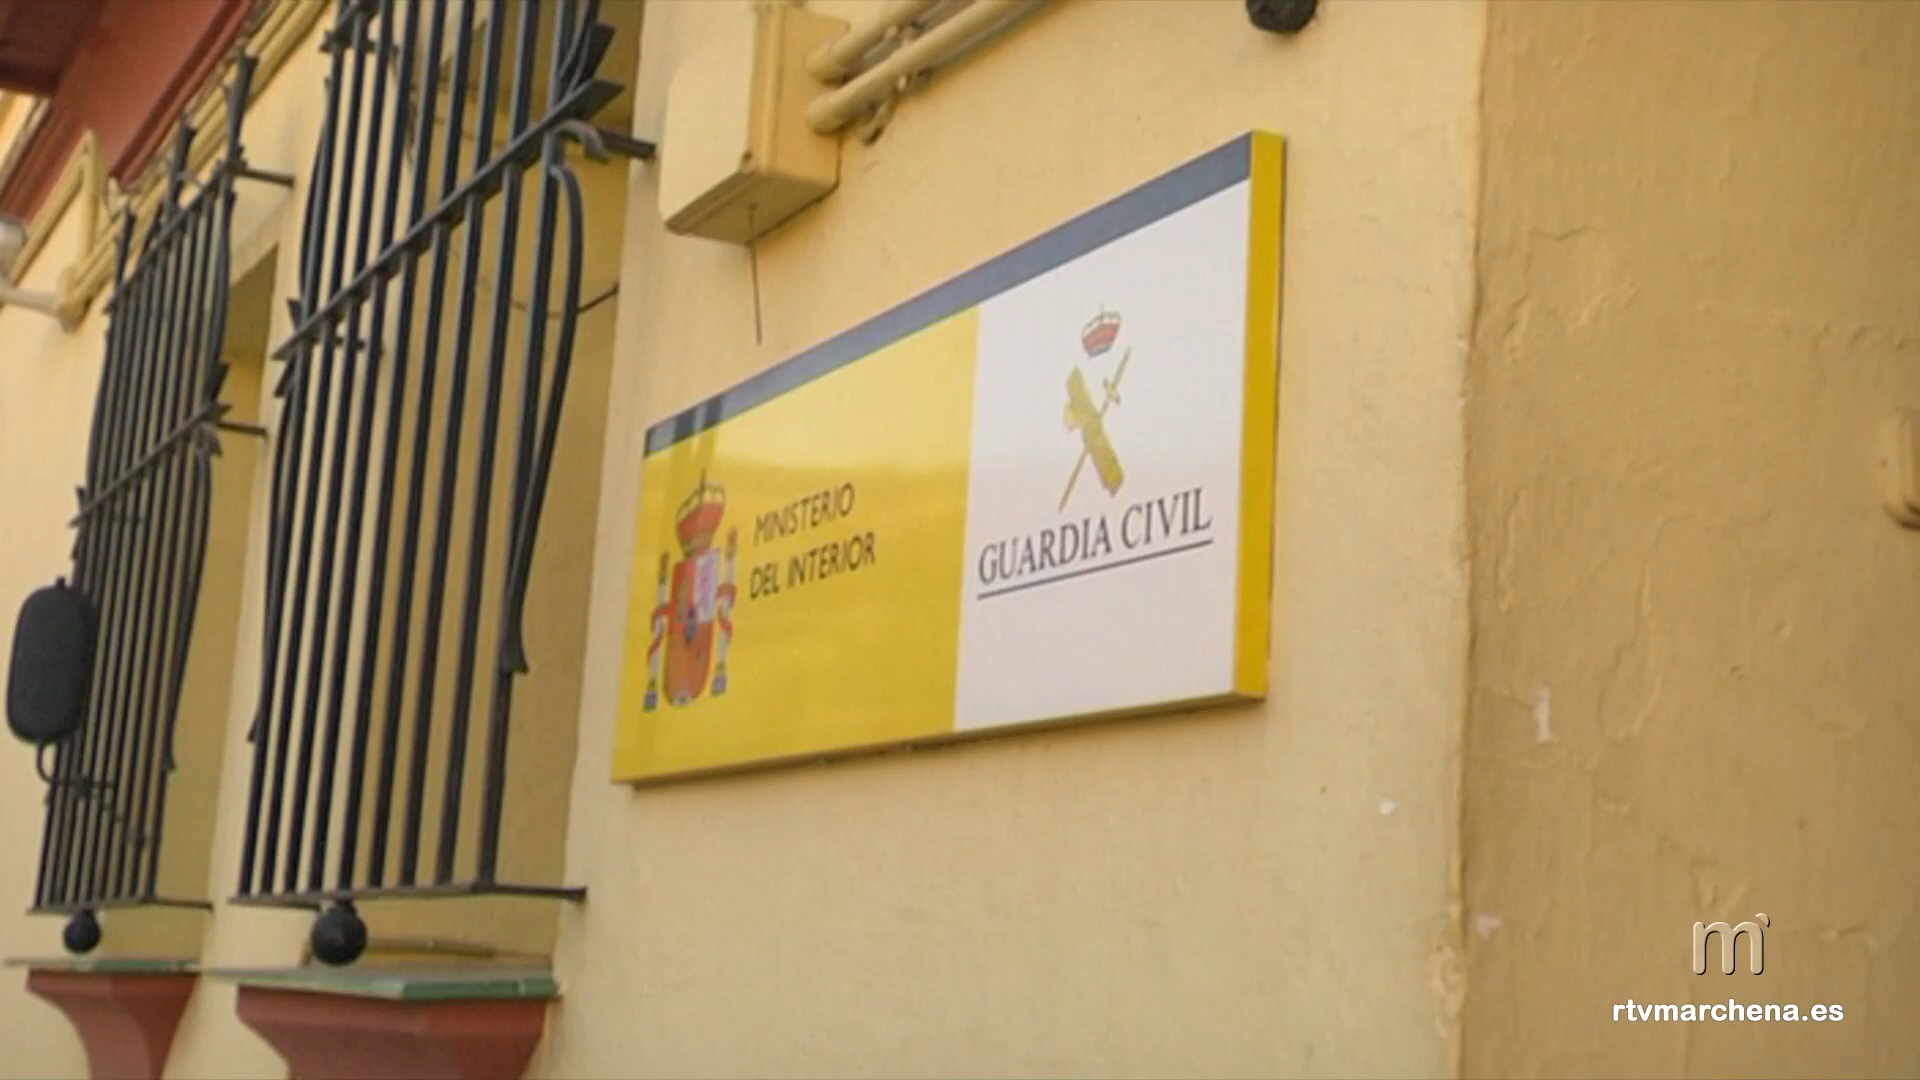 MINISTERIO
DEL INTERIOR
GUARDIA CIVIL
m
rtvmarchena.es